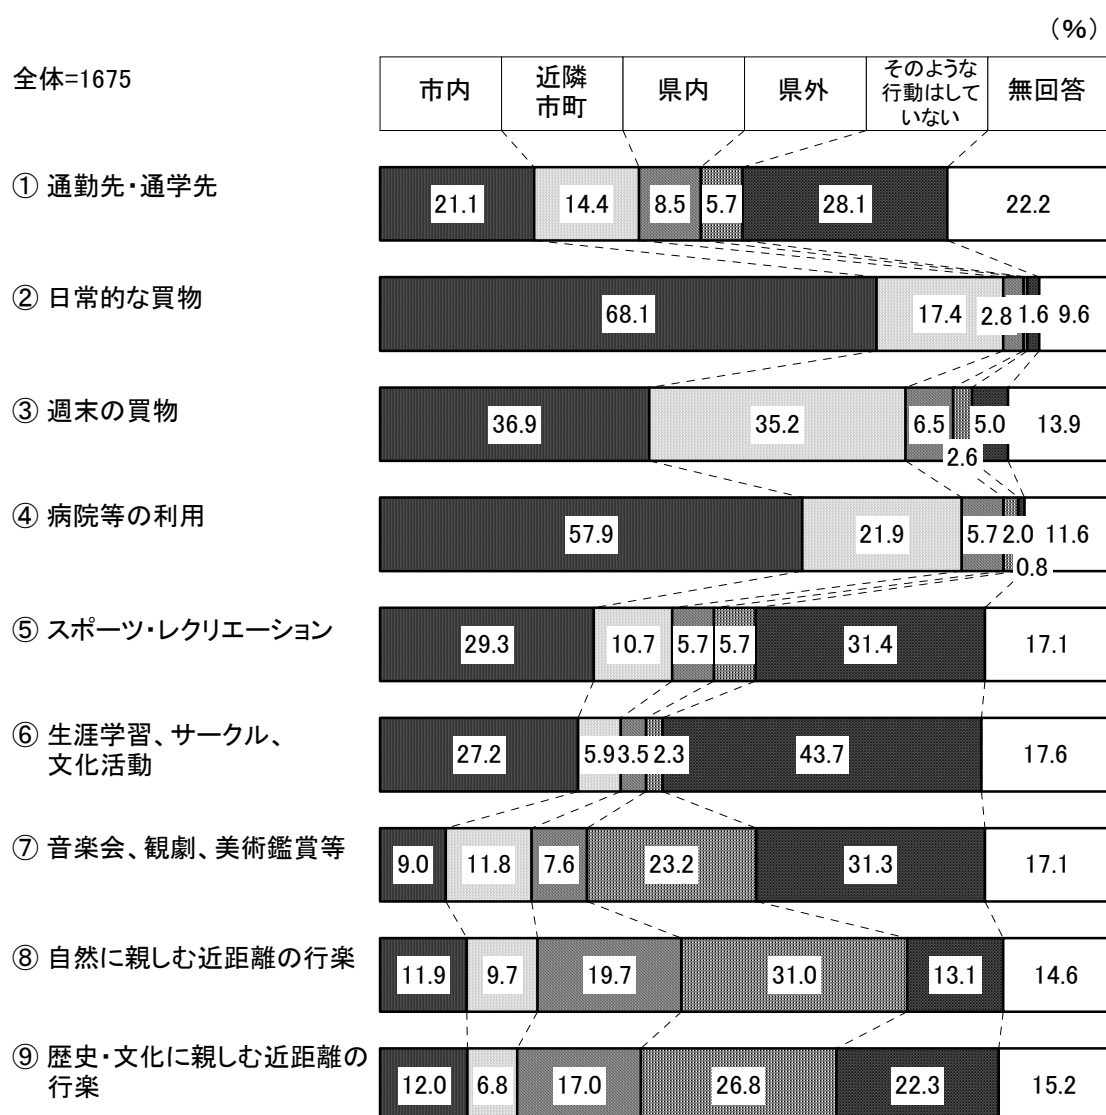 (%)
全体=1675
市内 近隣市町 県内 県外 そのような行動はしていない 無回答
① 通勤先・通学先 21.1 14.4 8.5 5.7 28.1 22.2
② 日常的な買物 68.1 17.4 2.8 1.6 9.6
③ 週末の買物 36.9 35.2 6.5 2.6 5.0 13.9
④ 病院等の利用 57.9 21.9 5.7 2.0 0.8 11.6
⑤ スポーツ・レクリエーション 29.3 10.7 5.7 5.7 31.4 17.1
⑥ 生涯学習、サークル、
文化活動 27.2 5.9 3.5 2.3 43.7 17.6
⑦ 音楽会、観劇、美術鑑賞等 9.0 11.8 7.6 23.2 31.3 17.1
⑧ 自然に親しむ近距離の行楽 11.9 9.7 19.7 31.0 13.1 14.6
⑨ 歴史・文化に親しむ近距離の
行楽 12.0 6.8 17.0 26.8 22.3 15.2